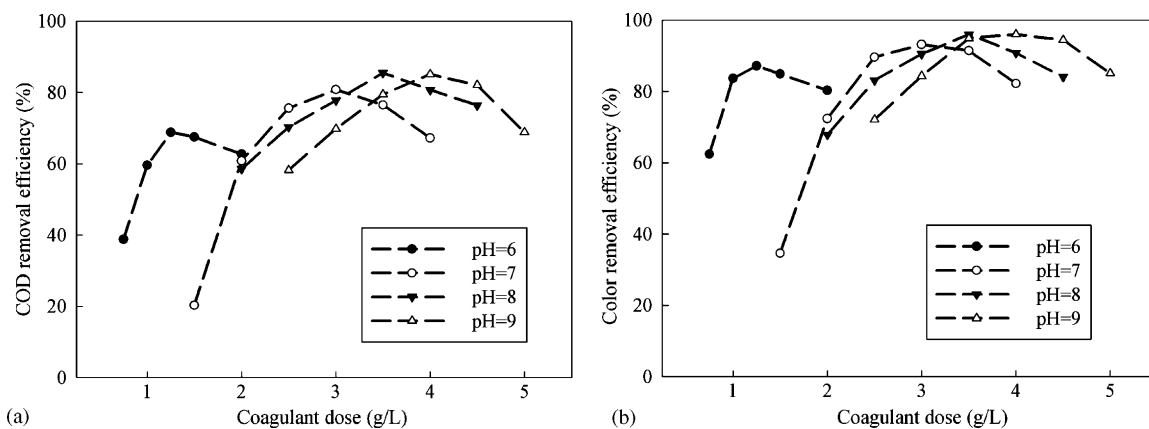 100
80
60
40
20
0
COD removal efficiency (%)
pH=6
pH=7
pH=8
pH=9
1 2 3 4 5
(a) Coagulant dose (g/L)
100
80
60
40
20
0
Color removal efficiency (%)
pH=6
pH=7
pH=8
pH=9
1 2 3 4 5
(b) Coagulant dose (g/L)